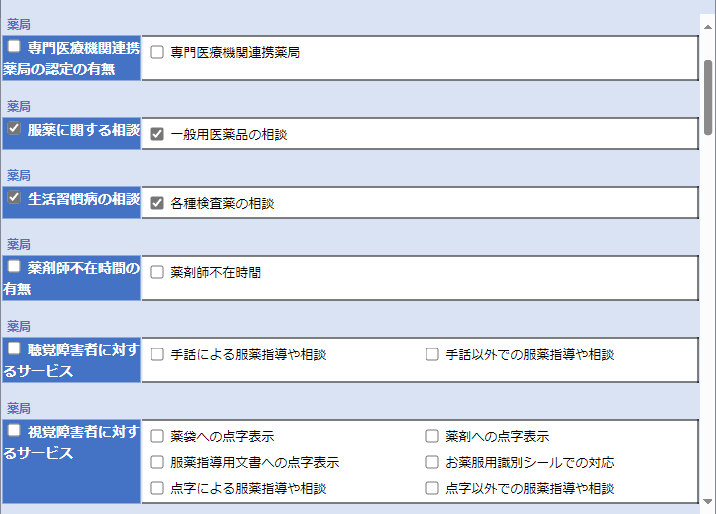 薬局
専門医療機関連携
薬局の認定の有無
専門医療機関連携薬局
薬局
服薬に関する相談
一般用医薬品の相談
薬局
生活習慣病の相談
各種検査薬の相談
薬局
薬剤師不在時間の
有無
薬剤師不在時間
薬局
聴覚障害者に対す
るサービス
手話による服薬指導や相談
手話以外での服薬指導や相談
薬局
視覚障害者に対す
るサービス
薬袋への点字表示
薬剤への点字表示
服薬指導用文書への点字表示
お薬服用識別シールでの対応
点字による服薬指導や相談
点字以外での服薬指導や相談